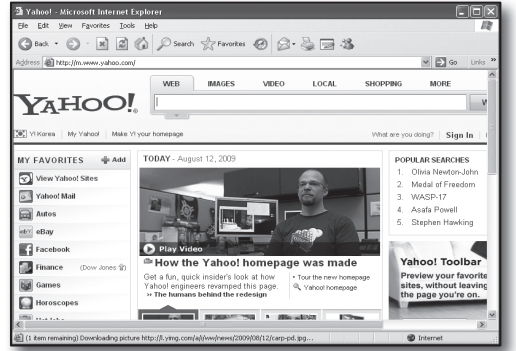 Yahoo! - Microsoft Internet Explorer
File Edit View Favorites Tools Help
Back Search Favorites
Address http://m.www.yahoo.com/ Go Links »
WEB IMAGES VIDEO LOCAL SHOPPING MORE
YAHOO!
Y! Korea My Yahoo! Make Y! your homepage What are you doing? Sign In
MY FAVORITES Add
View Yahoo! Sites
Yahoo! Mail
Autos
eBay
Facebook
Finance (Dow Jones)
Games
Horoscopes
TODAY - August 12, 2009
Play Video
How the Yahoo! homepage was made
Get a fun, quick insider's look at how
Yahoo! engineers revamped this page.
» The humans behind the redesign
• Tour the new homepage
Yahoo! homepage
POPULAR SEARCHES
1. Olivia Newton-John
2. Medal of Freedom
3. WASP-17
4. Asafa Powell
5. Stephen Hawking
Yahoo! Toolbar
Preview your favorite
sites, without leaving
the page you're on.
(1 item remaining) Downloading picture http://l.yimg.com/a/i/ww/news/2009/08/12/carp-pd.jpg... Internet